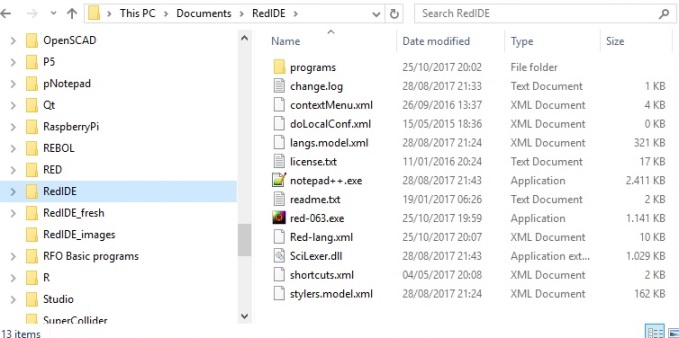 This PC > Documents > RedIDE >
Search RedIDE
OpenSCAD
P5
pNotepad
Qt
RaspberryPi
REBOL
RED
RedIDE
RedIDE_fresh
RedIDE_images
RFO Basic programs
R
Studio
SuperCollider
Name Date modified Type Size
programs 25/10/2017 20:02 File folder
change.log 28/08/2017 21:33 Text Document 1 KB
contextMenu.xml 26/09/2016 13:37 XML Document 4 KB
doLocalConf.xml 15/05/2015 18:36 XML Document 0 KB
langs.model.xml 28/08/2017 21:24 XML Document 321 KB
license.txt 11/01/2016 20:24 Text Document 17 KB
notepad++.exe 28/08/2017 21:43 Application 2.411 KB
readme.txt 19/01/2017 06:26 Text Document 2 KB
red-063.exe 25/10/2017 19:59 Application 1.141 KB
Red-lang.xml 25/10/2017 20:07 XML Document 10 KB
SciLexer.dll 28/08/2017 21:43 Application ext... 1.029 KB
shortcuts.xml 04/05/2017 20:08 XML Document 2 KB
stylers.model.xml 28/08/2017 21:24 XML Document 162 KB
13 items